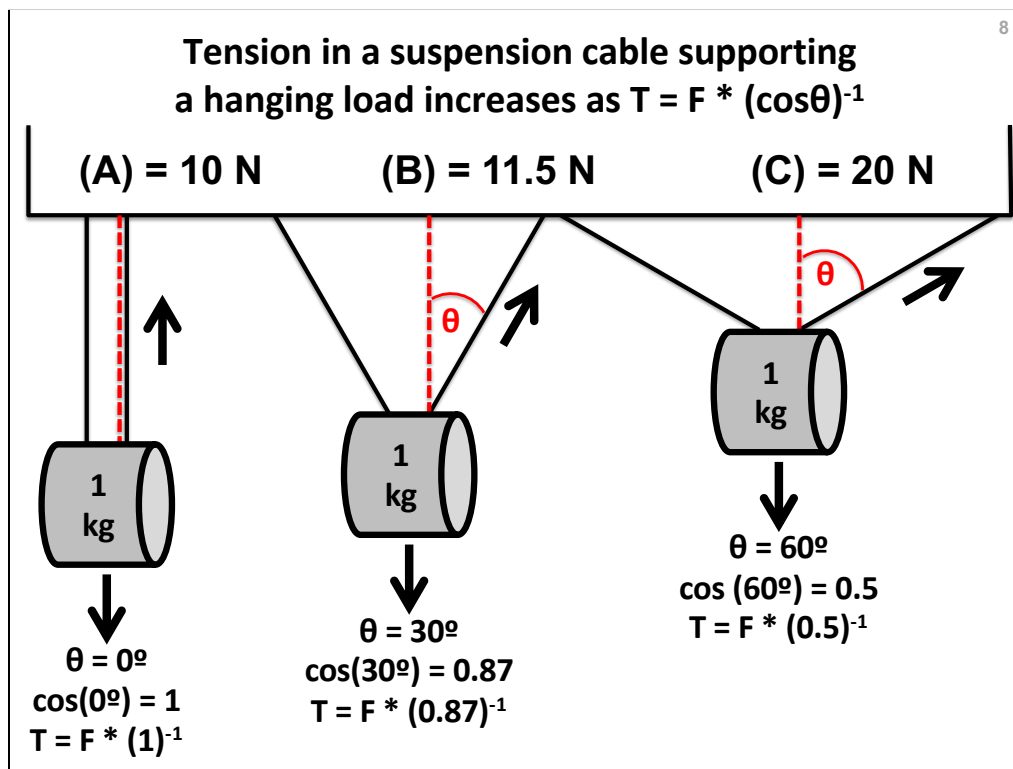 8
Tension in a suspension cable supporting
a hanging load increases as T = F * (cosθ)⁻¹
(A) = 10 N
(B) = 11.5 N
(C) = 20 N
θ
θ
1
kg
1
kg
1
kg
θ = 0º
cos(0º) = 1
T = F * (1)⁻¹
θ = 30º
cos(30º) = 0.87
T = F * (0.87)⁻¹
θ = 60º
cos (60º) = 0.5
T = F * (0.5)⁻¹